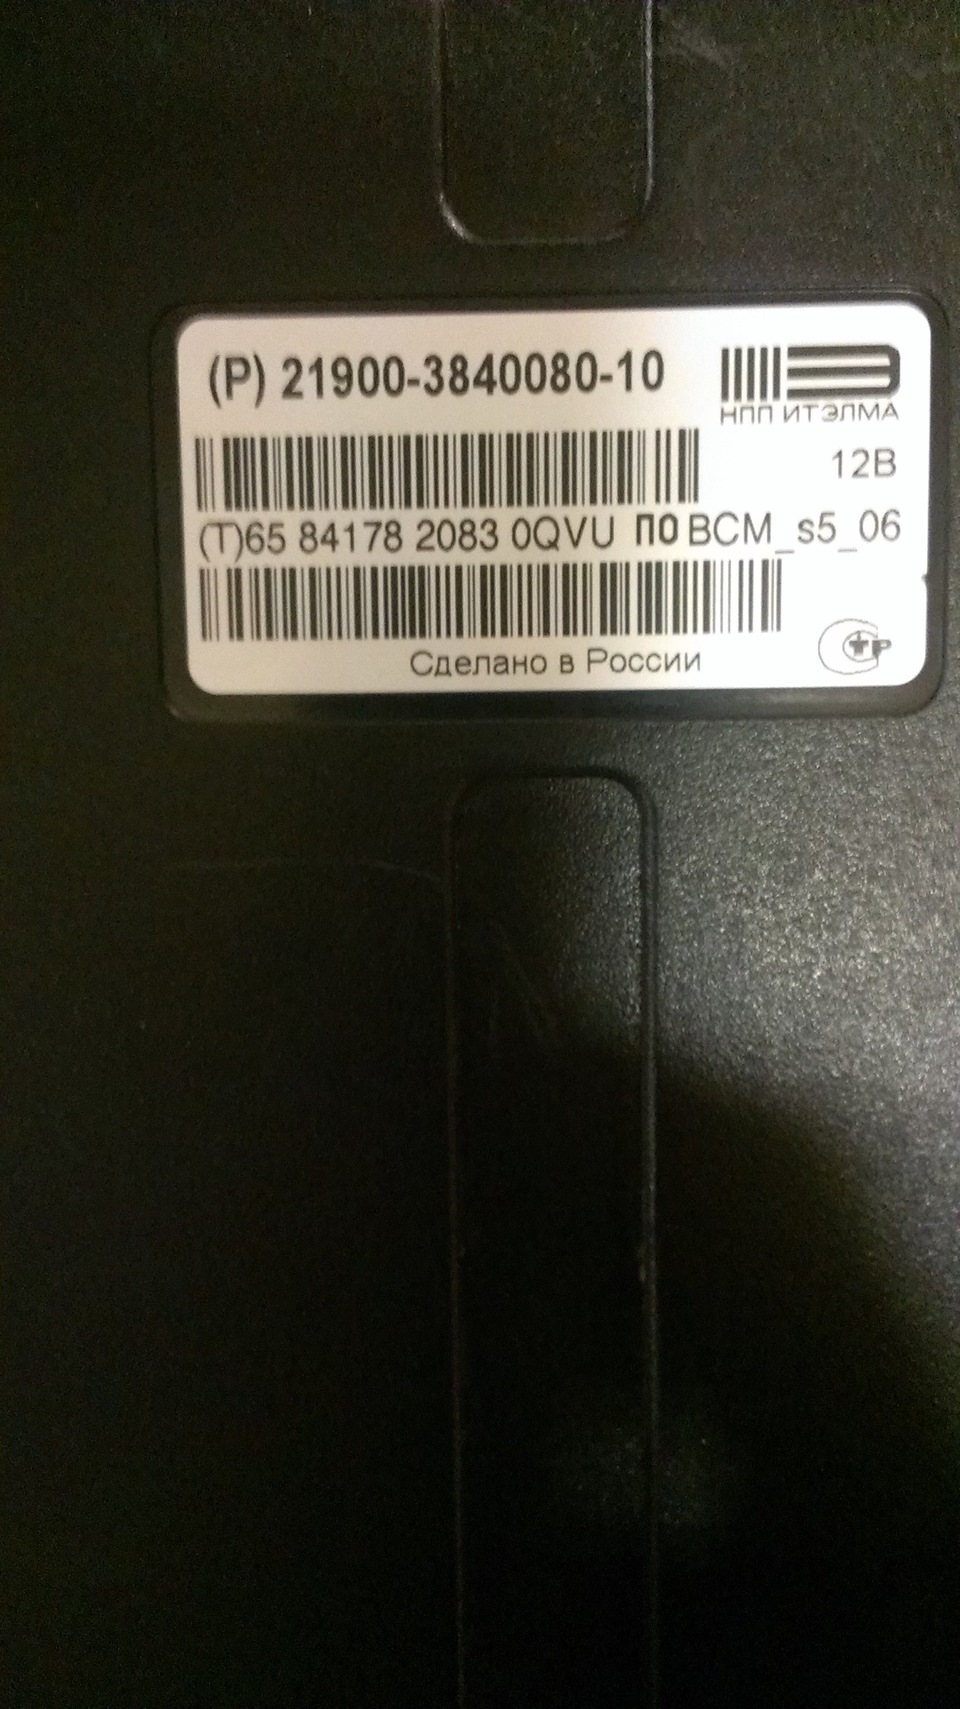 (P) 21900-3840080-10
НПП ИТЭЛМА
12В
(T)65 84178 2083 0QVU ПО BCM_s5_06
Сделано в России